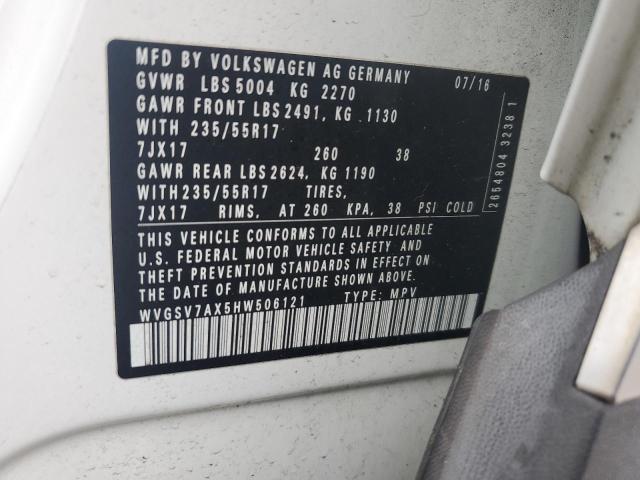 MFD BY VOLKSWAGEN AG GERMANY 07/16
GVWR LBS 5004 KG 2270
GAWR FRONT LBS 2491, KG 1130
WITH 235/55R17
7JX17 260 38
GAWR REAR LBS 2624, KG 1190
WITH 235/55R17 TIRES,
7JX17 RIMS, AT 260 KPA, 38 PSI COLD
THIS VEHICLE CONFORMS TO ALL APPLICABLE
U.S. FEDERAL MOTOR VEHICLE SAFETY AND
THEFT PREVENTION STANDARDS IN EFFECT ON
THE DATE OF MANUFACTURE SHOWN ABOVE.
WVGSV7AX5HW506121 TYPE: MPV
2654804 3238 1